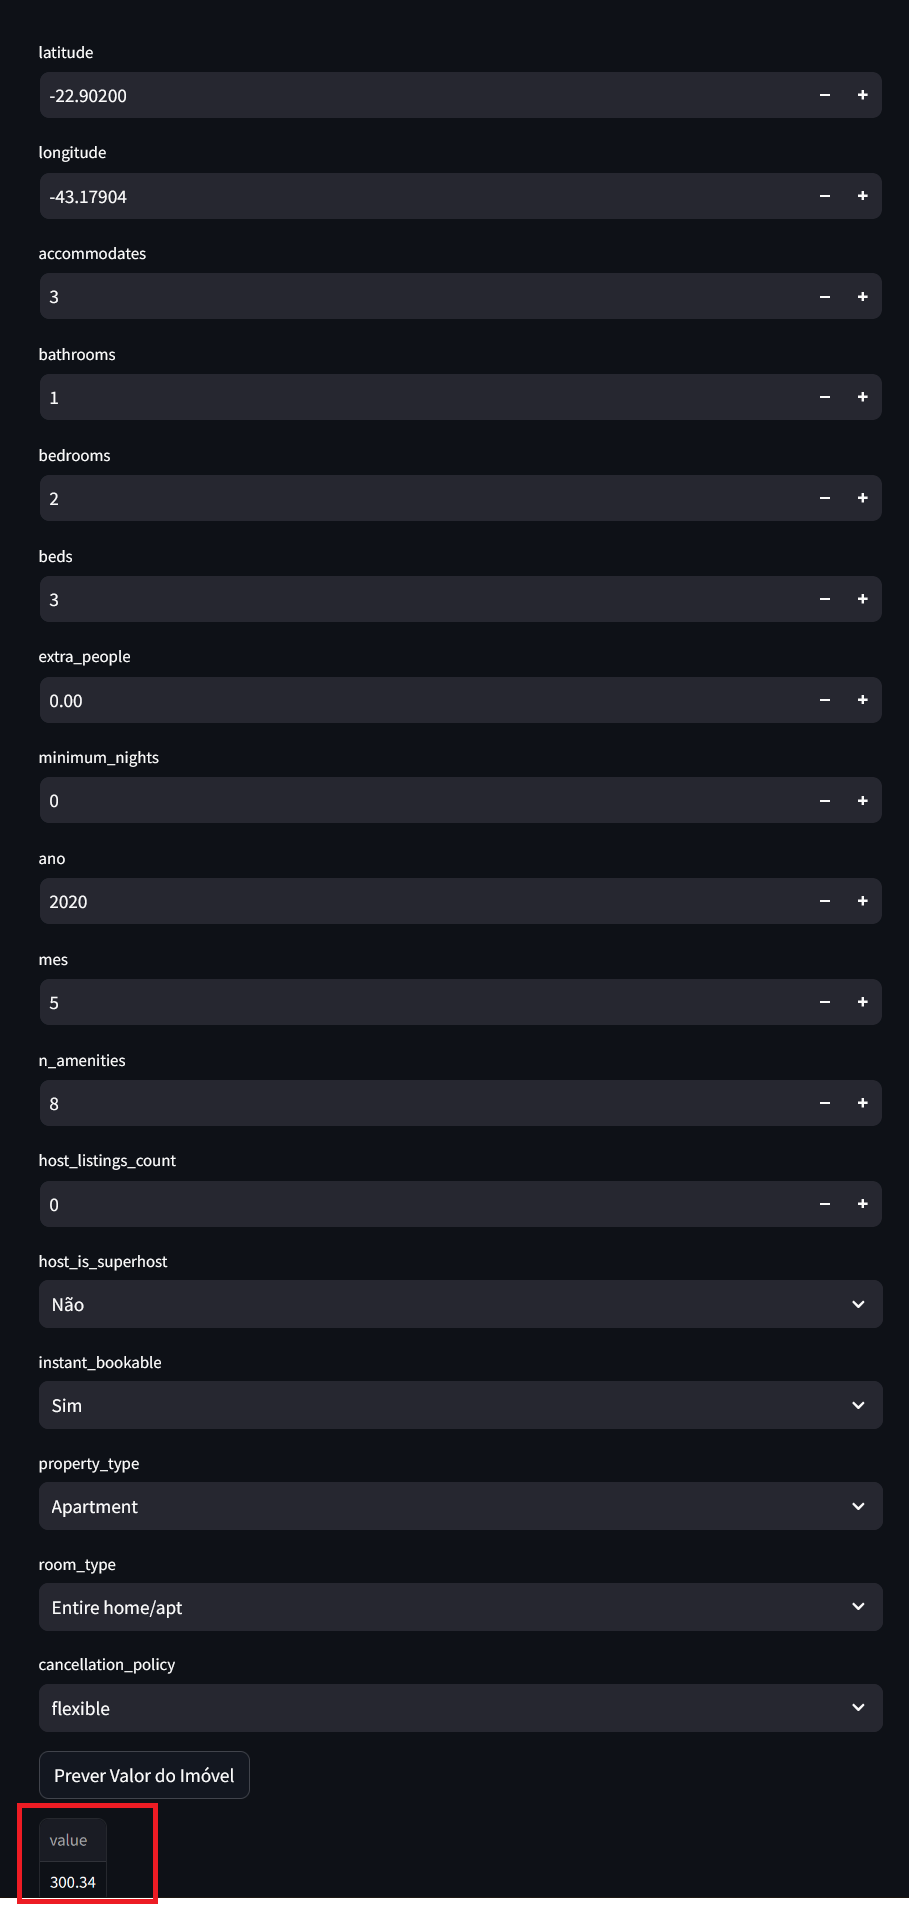 latitude
-22.90200
longitude
-43.17904
accommodates
3
bathrooms
1
bedrooms
2
beds
3
extra_people
0.00
minimum_nights
0
ano
2020
mes
5
n_amenities
8
host_listings_count
0
host_is_superhost
Não
instant_bookable
Sim
property_type
Apartment
room_type
Entire home/apt
cancellation_policy
flexible
Prever Valor do Imóvel
value
300.34